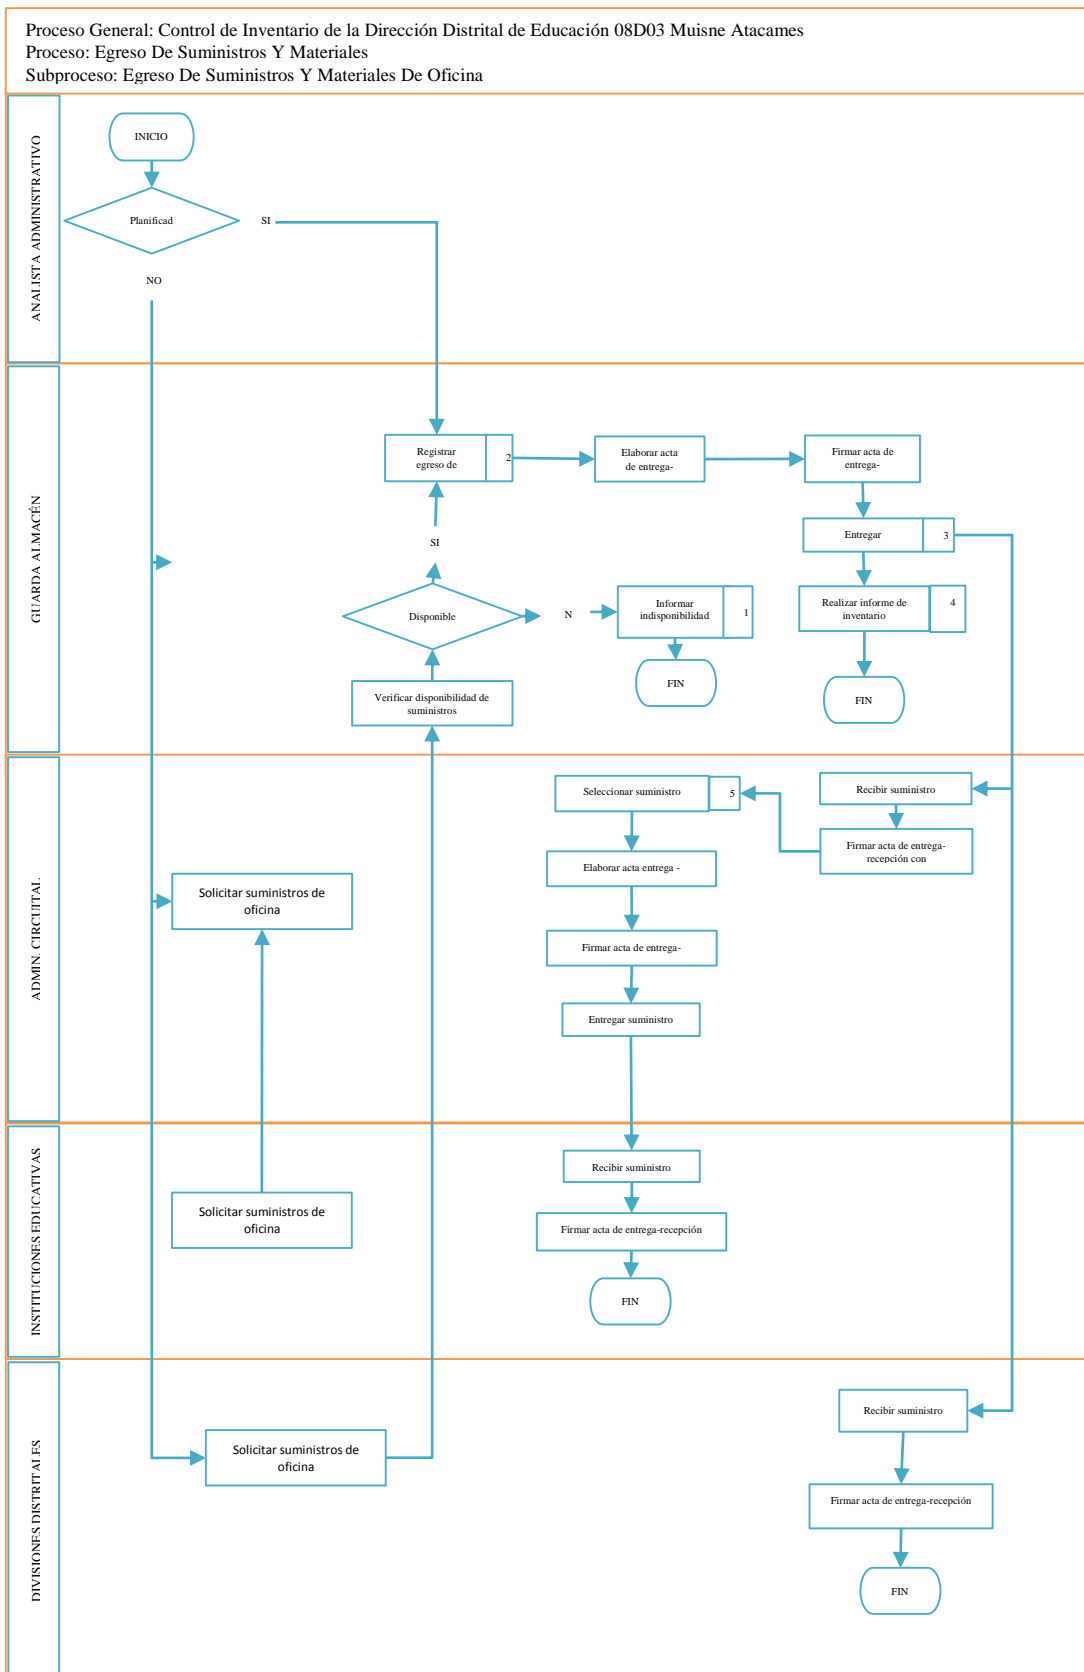 Proceso General: Control de Inventario de la Dirección Distrital de Educación 08D03 Muisne Atacames
Proceso: Egreso De Suministros Y Materiales
Subproceso: Egreso De Suministros Y Materiales De Oficina
ANALISTA ADMINISTRATIVO
INICIO
Planificad
SI
NO
GUARDA ALMACÉN
Registrar
egreso de
2
Elaborar acta
de entrega-
Firmar acta de
entrega-
Entregar
3
SI
Disponible
N
Informar
indisponibilidad
1
Realizar informe de
inventario
4
FIN
FIN
Verificar disponibilidad de
suministros
ADMIN. CIRCUITAL
Seleccionar suministro
5
Recibir suministro
Firmar acta de entrega-
recepción con
Elaborar acta entrega -
Solicitar suministros de
oficina
Firmar acta de entrega-
Entregar suministro
INSTITUCIONES EDUCATIVAS
Recibir suministro
Solicitar suministros de
oficina
Firmar acta de entrega-recepción
FIN
DIVISIONES DISTRITALES
Recibir suministro
Solicitar suministros de
oficina
Firmar acta de entrega-recepción
FIN